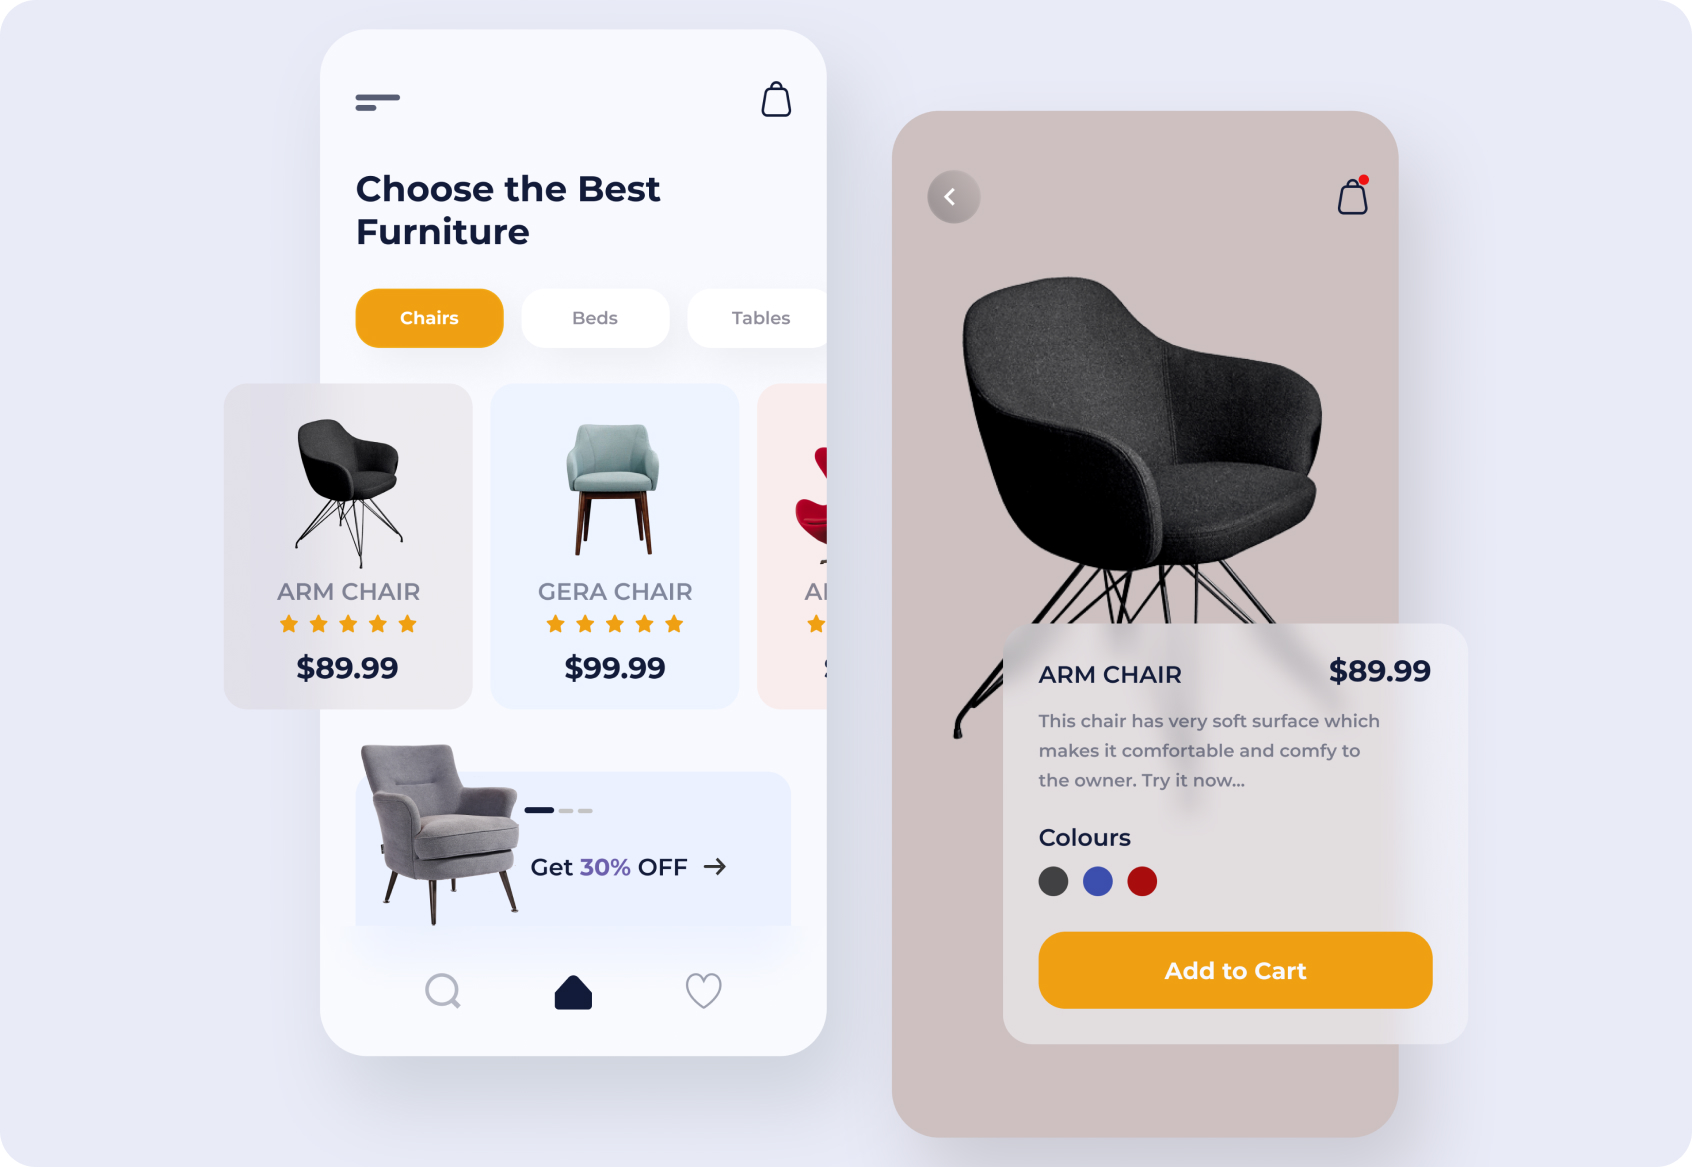 Choose the Best
Furniture
Chairs
Beds
Tables
ARM CHAIR
$89.99
GERA CHAIR
$99.99
Get 30% OFF
ARM CHAIR
$89.99
This chair has very soft surface which
makes it comfortable and comfy to
the owner. Try it now...
Colours
Add to Cart